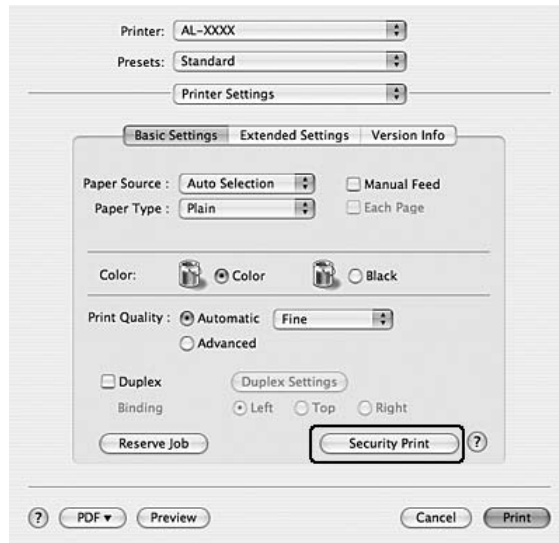 Printer: AL-XXXX
Presets: Standard
Printer Settings
Basic Settings Extended Settings Version Info
Paper Source : Auto Selection Manual Feed
Paper Type : Plain Each Page
Color: Color Black
Print Quality : Automatic Fine
Advanced
Duplex Duplex Settings
Binding Left Top Right
Reserve Job Security Print ?
? PDF ▼ Preview Cancel Print